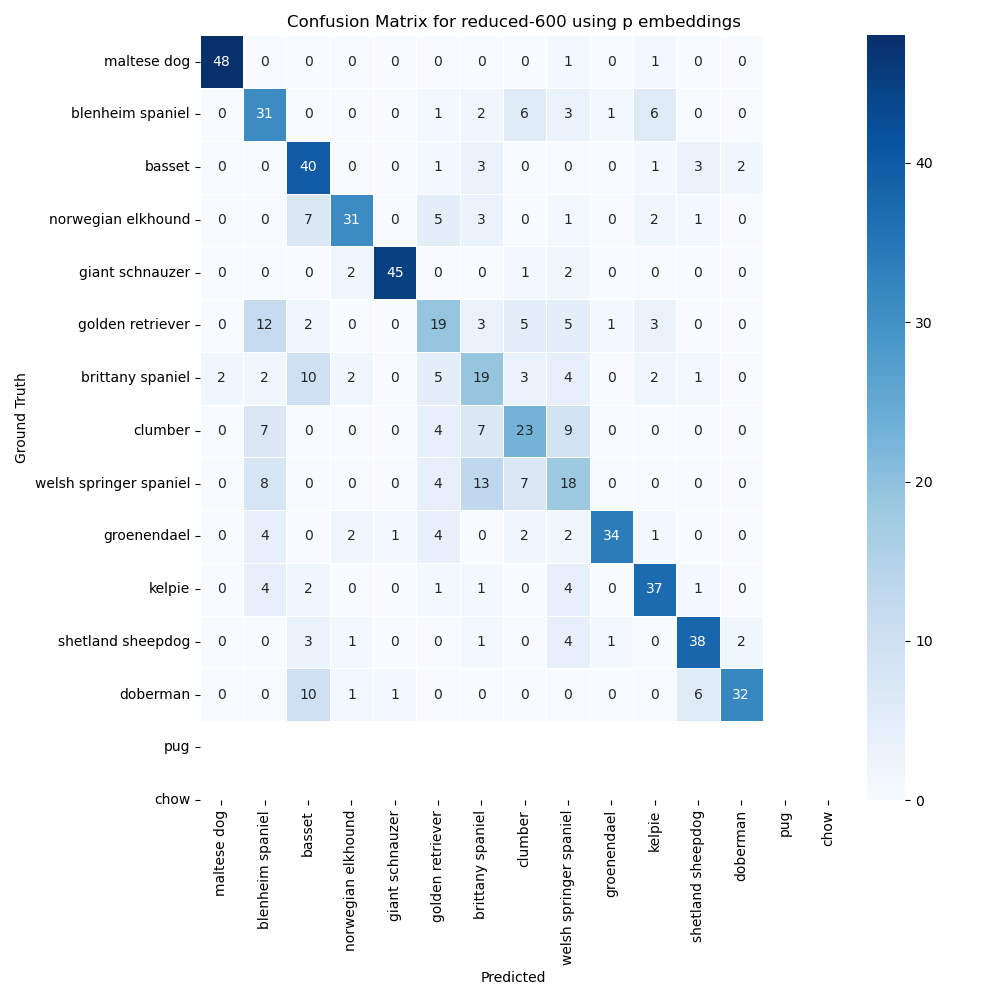 Confusion Matrix for reduced-600 using p embeddings
maltese dog 48 0 0 0 0 0 0 0 1 0 1 0 0
blenheim spaniel 0 31 0 0 0 1 2 6 3 1 6 0 0
basset 0 0 40 0 0 1 3 0 0 0 1 3 2
norwegian elkhound 0 0 7 31 0 5 3 0 1 0 2 1 0
giant schnauzer 0 0 0 2 45 0 0 1 2 0 0 0 0
golden retriever 0 12 2 0 0 19 3 5 5 1 3 0 0
brittany spaniel 2 2 10 2 0 5 19 3 4 0 2 1 0
clumber 0 7 0 0 0 4 7 23 9 0 0 0 0
welsh springer spaniel 0 8 0 0 0 4 13 7 18 0 0 0 0
groenendael 0 4 0 2 1 4 0 2 2 34 1 0 0
kelpie 0 4 2 0 0 1 1 0 4 0 37 1 0
shetland sheepdog 0 0 3 1 0 0 1 0 4 1 0 38 2
doberman 0 0 10 1 1 0 0 0 0 0 0 6 32
pug
chow
Ground Truth
maltese dog
blenheim spaniel
basset
norwegian elkhound
giant schnauzer
golden retriever
brittany spaniel
clumber
welsh springer spaniel
groenendael
kelpie
shetland sheepdog
doberman
pug
chow
Predicted
40
30
20
10
0